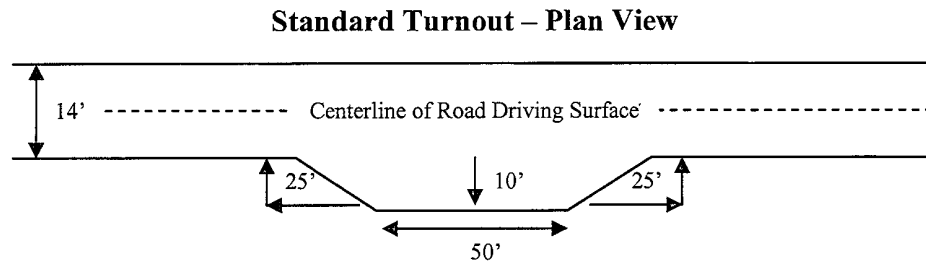 Standard Turnout – Plan View
14’
Centerline of Road Driving Surface
25’
10’
25’
50’